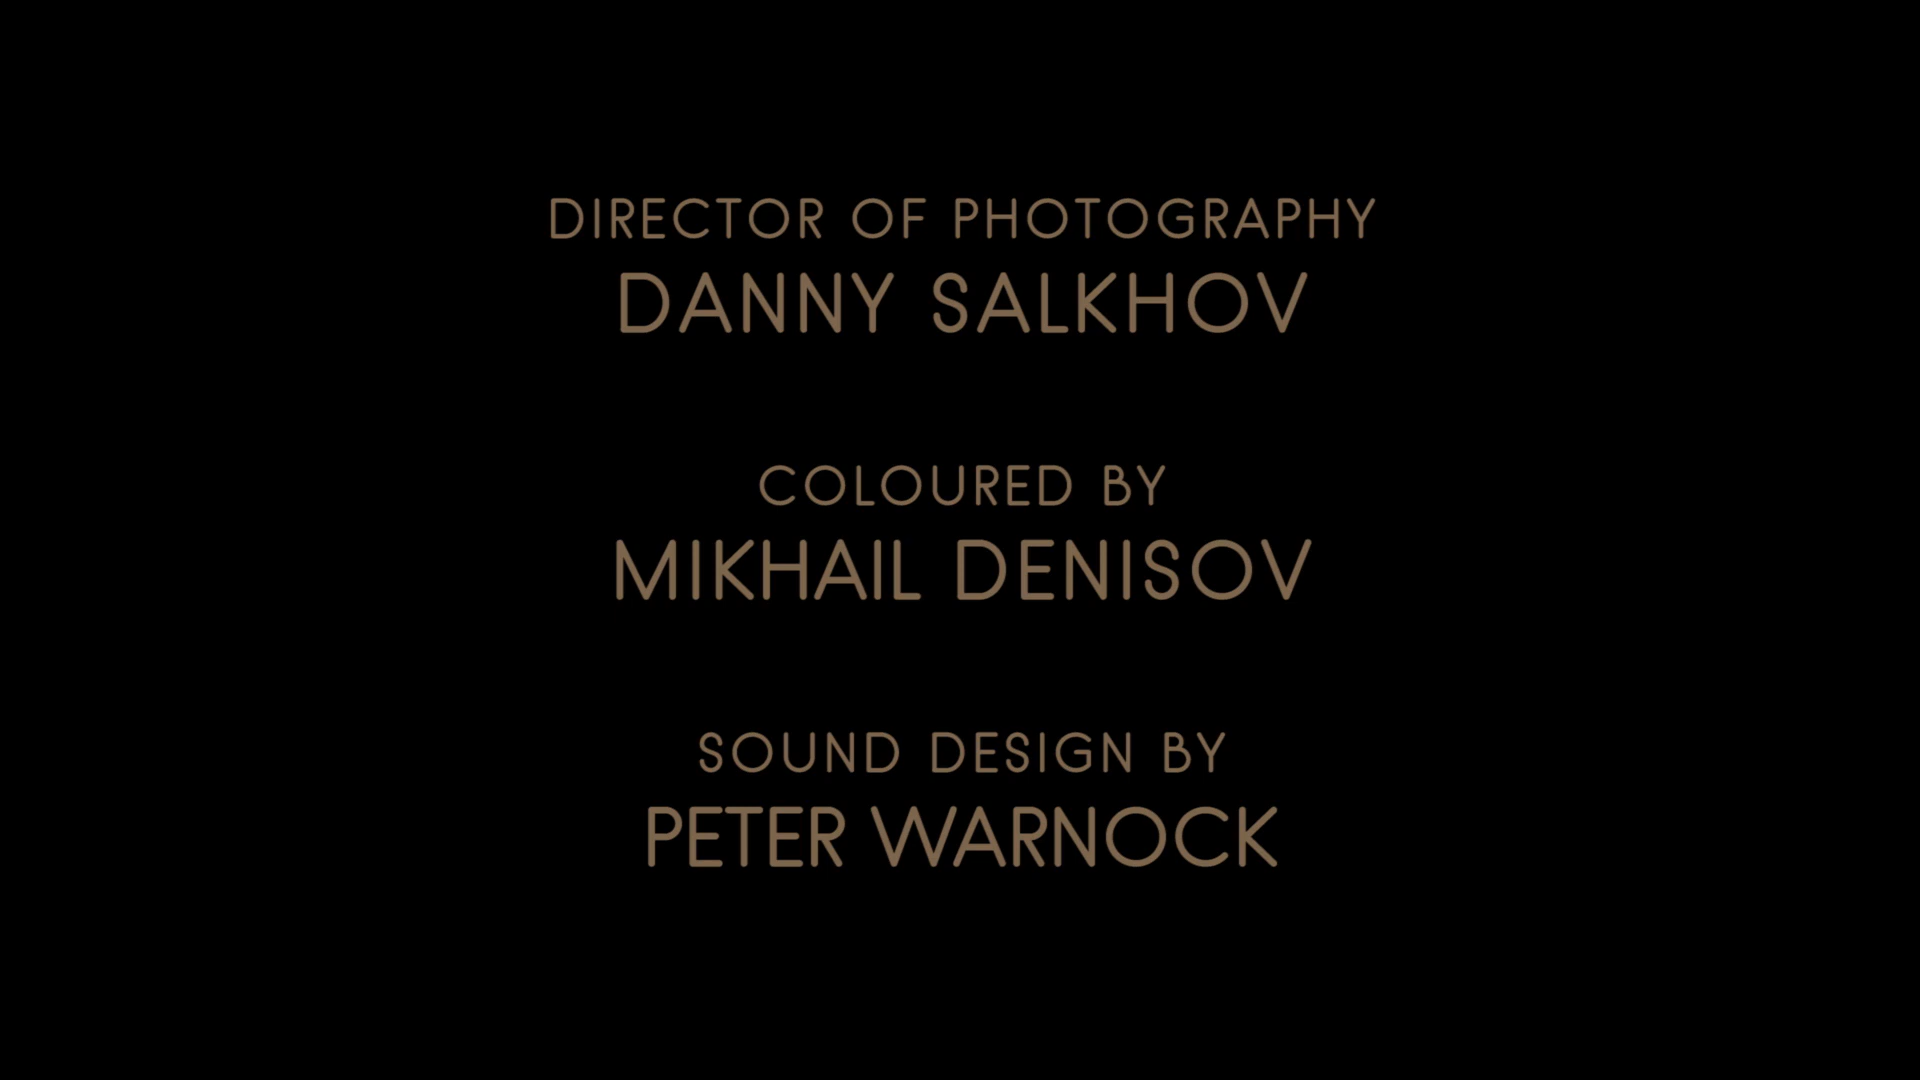 DIRECTOR OF PHOTOGRAPHY
DANNY SALKHOV
COLOURED BY
MIKHAIL DENISOV
SOUND DESIGN BY
PETER WARNOCK